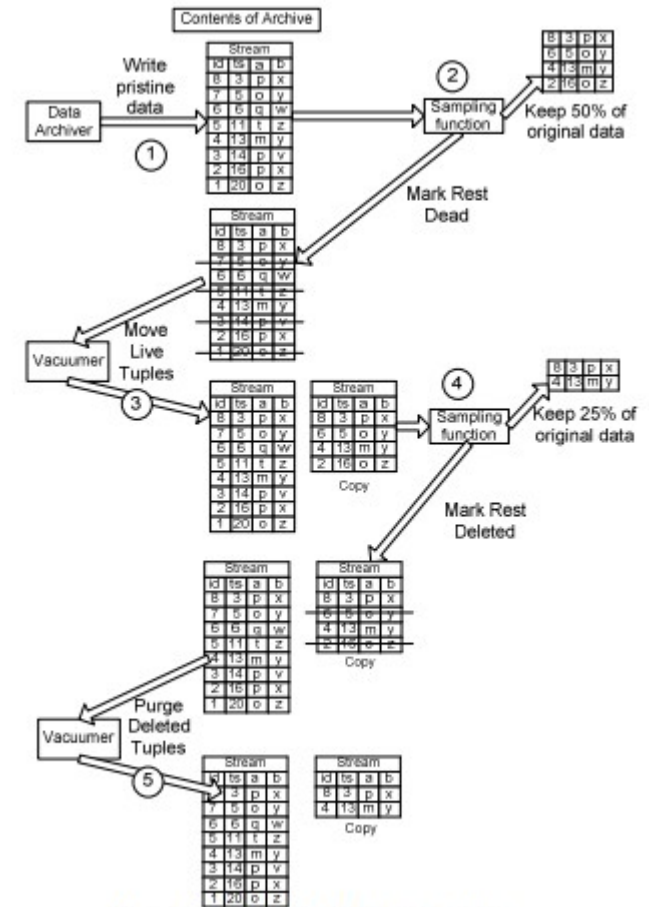 Contents of Archive
Data
Archiver
Write
pristine
data
1
Stream
id ts a b
8 3 p x
7 5 o y
6 6 q w
5 11 t z
4 13 m y
3 14 p v
2 16 p x
1 20 o z
2
Sampling
function
8 3 p x
6 5 o y
4 13 m y
2 16 o z
Keep 50% of
original data
Mark Rest
Dead
Stream
id ts a b
8 3 p x
7 5 o y
6 6 q w
5 11 t z
4 13 m y
3 14 p v
2 16 p x
1 20 o z
Vacuumer
Move
Live
Tuples
3
Stream
id ts a b
8 3 p x
7 5 o y
6 6 q w
5 11 t z
4 13 m y
3 14 p v
2 16 p x
1 20 o z
Stream
id ts a b
8 3 p x
6 5 o y
4 13 m y
2 16 o z
Copy
4
Sampling
function
8 3 p x
4 13 m y
Keep 25% of
original data
Mark Rest
Deleted
Stream
id ts a b
8 3 p x
7 5 o y
6 6 q w
5 11 t z
4 13 m y
3 14 p v
2 16 p x
1 20 o z
Stream
id ts a b
8 3 p x
6 5 o y
4 13 m y
2 16 o z
Copy
Vacuumer
Purge
Deleted
Tuples
5
Stream
id ts a b
3 p x
7 5 o y
6 6 q w
5 11 t z
4 13 m y
3 14 p v
2 16 p x
1 20 o z
Stream
id ts a b
8 3 p x
4 13 m y
Copy